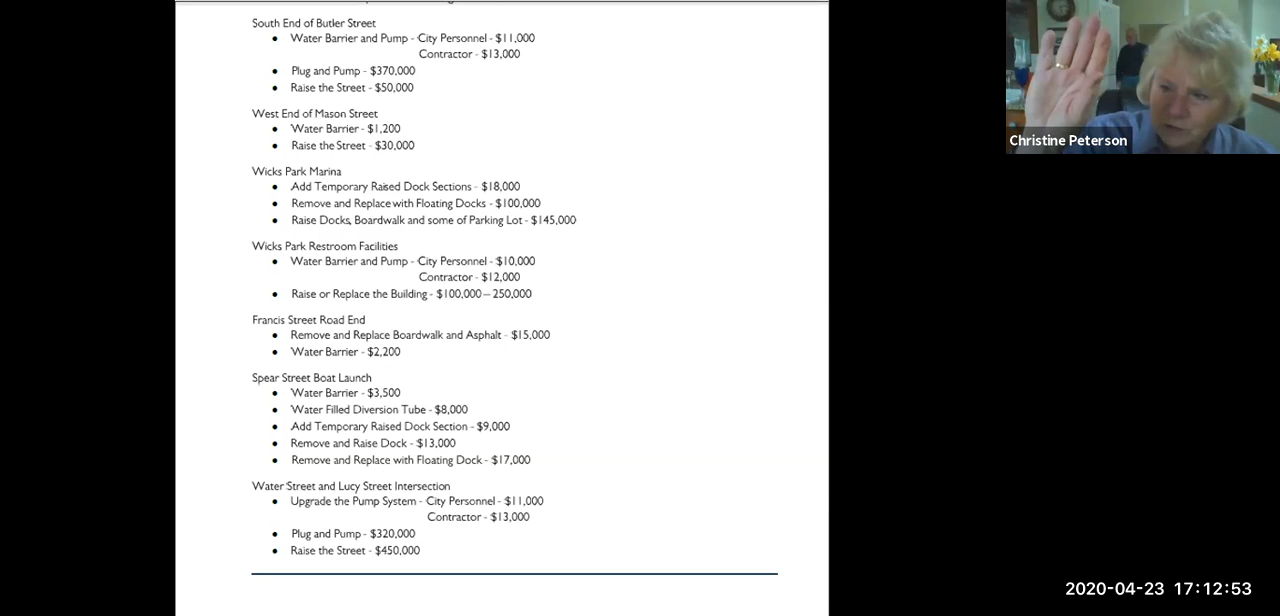 South End of Butler Street
• Water Barrier and Pump - City Personnel - $11,000
Contractor - $13,000
• Plug and Pump - $370,000
• Raise the Street - $50,000
West End of Mason Street
• Water Barrier - $1,200
• Raise the Street - $30,000
Wicks Park Marina
• Add Temporary Raised Dock Sections - $18,000
• Remove and Replace with Floating Docks - $100,000
• Raise Docks, Boardwalk and some of Parking Lot - $145,000
Wicks Park Restroom Facilities
• Water Barrier and Pump - City Personnel - $10,000
Contractor - $12,000
• Raise or Replace the Building - $100,000 – 250,000
Francis Street Road End
• Remove and Replace Boardwalk and Asphalt - $15,000
• Water Barrier - $2,200
Spear Street Boat Launch
• Water Barrier - $3,500
• Water Filled Diversion Tube - $8,000
• Add Temporary Raised Dock Section - $9,000
• Remove and Raise Dock - $13,000
• Remove and Replace with Floating Dock - $17,000
Water Street and Lucy Street Intersection
• Upgrade the Pump System - City Personnel - $11,000
Contractor - $13,000
• Plug and Pump - $320,000
• Raise the Street - $450,000
Christine Peterson
2020-04-23 17:12:53